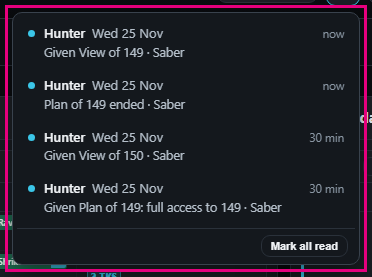 Hunter Wed 25 Nov now
Given View of 149 · Saber
Hunter Wed 25 Nov now
Plan of 149 ended · Saber
Hunter Wed 25 Nov 30 min
Given View of 150 · Saber
Hunter Wed 25 Nov 30 min
Given Plan of 149: full access to 149 · Saber
Mark all read